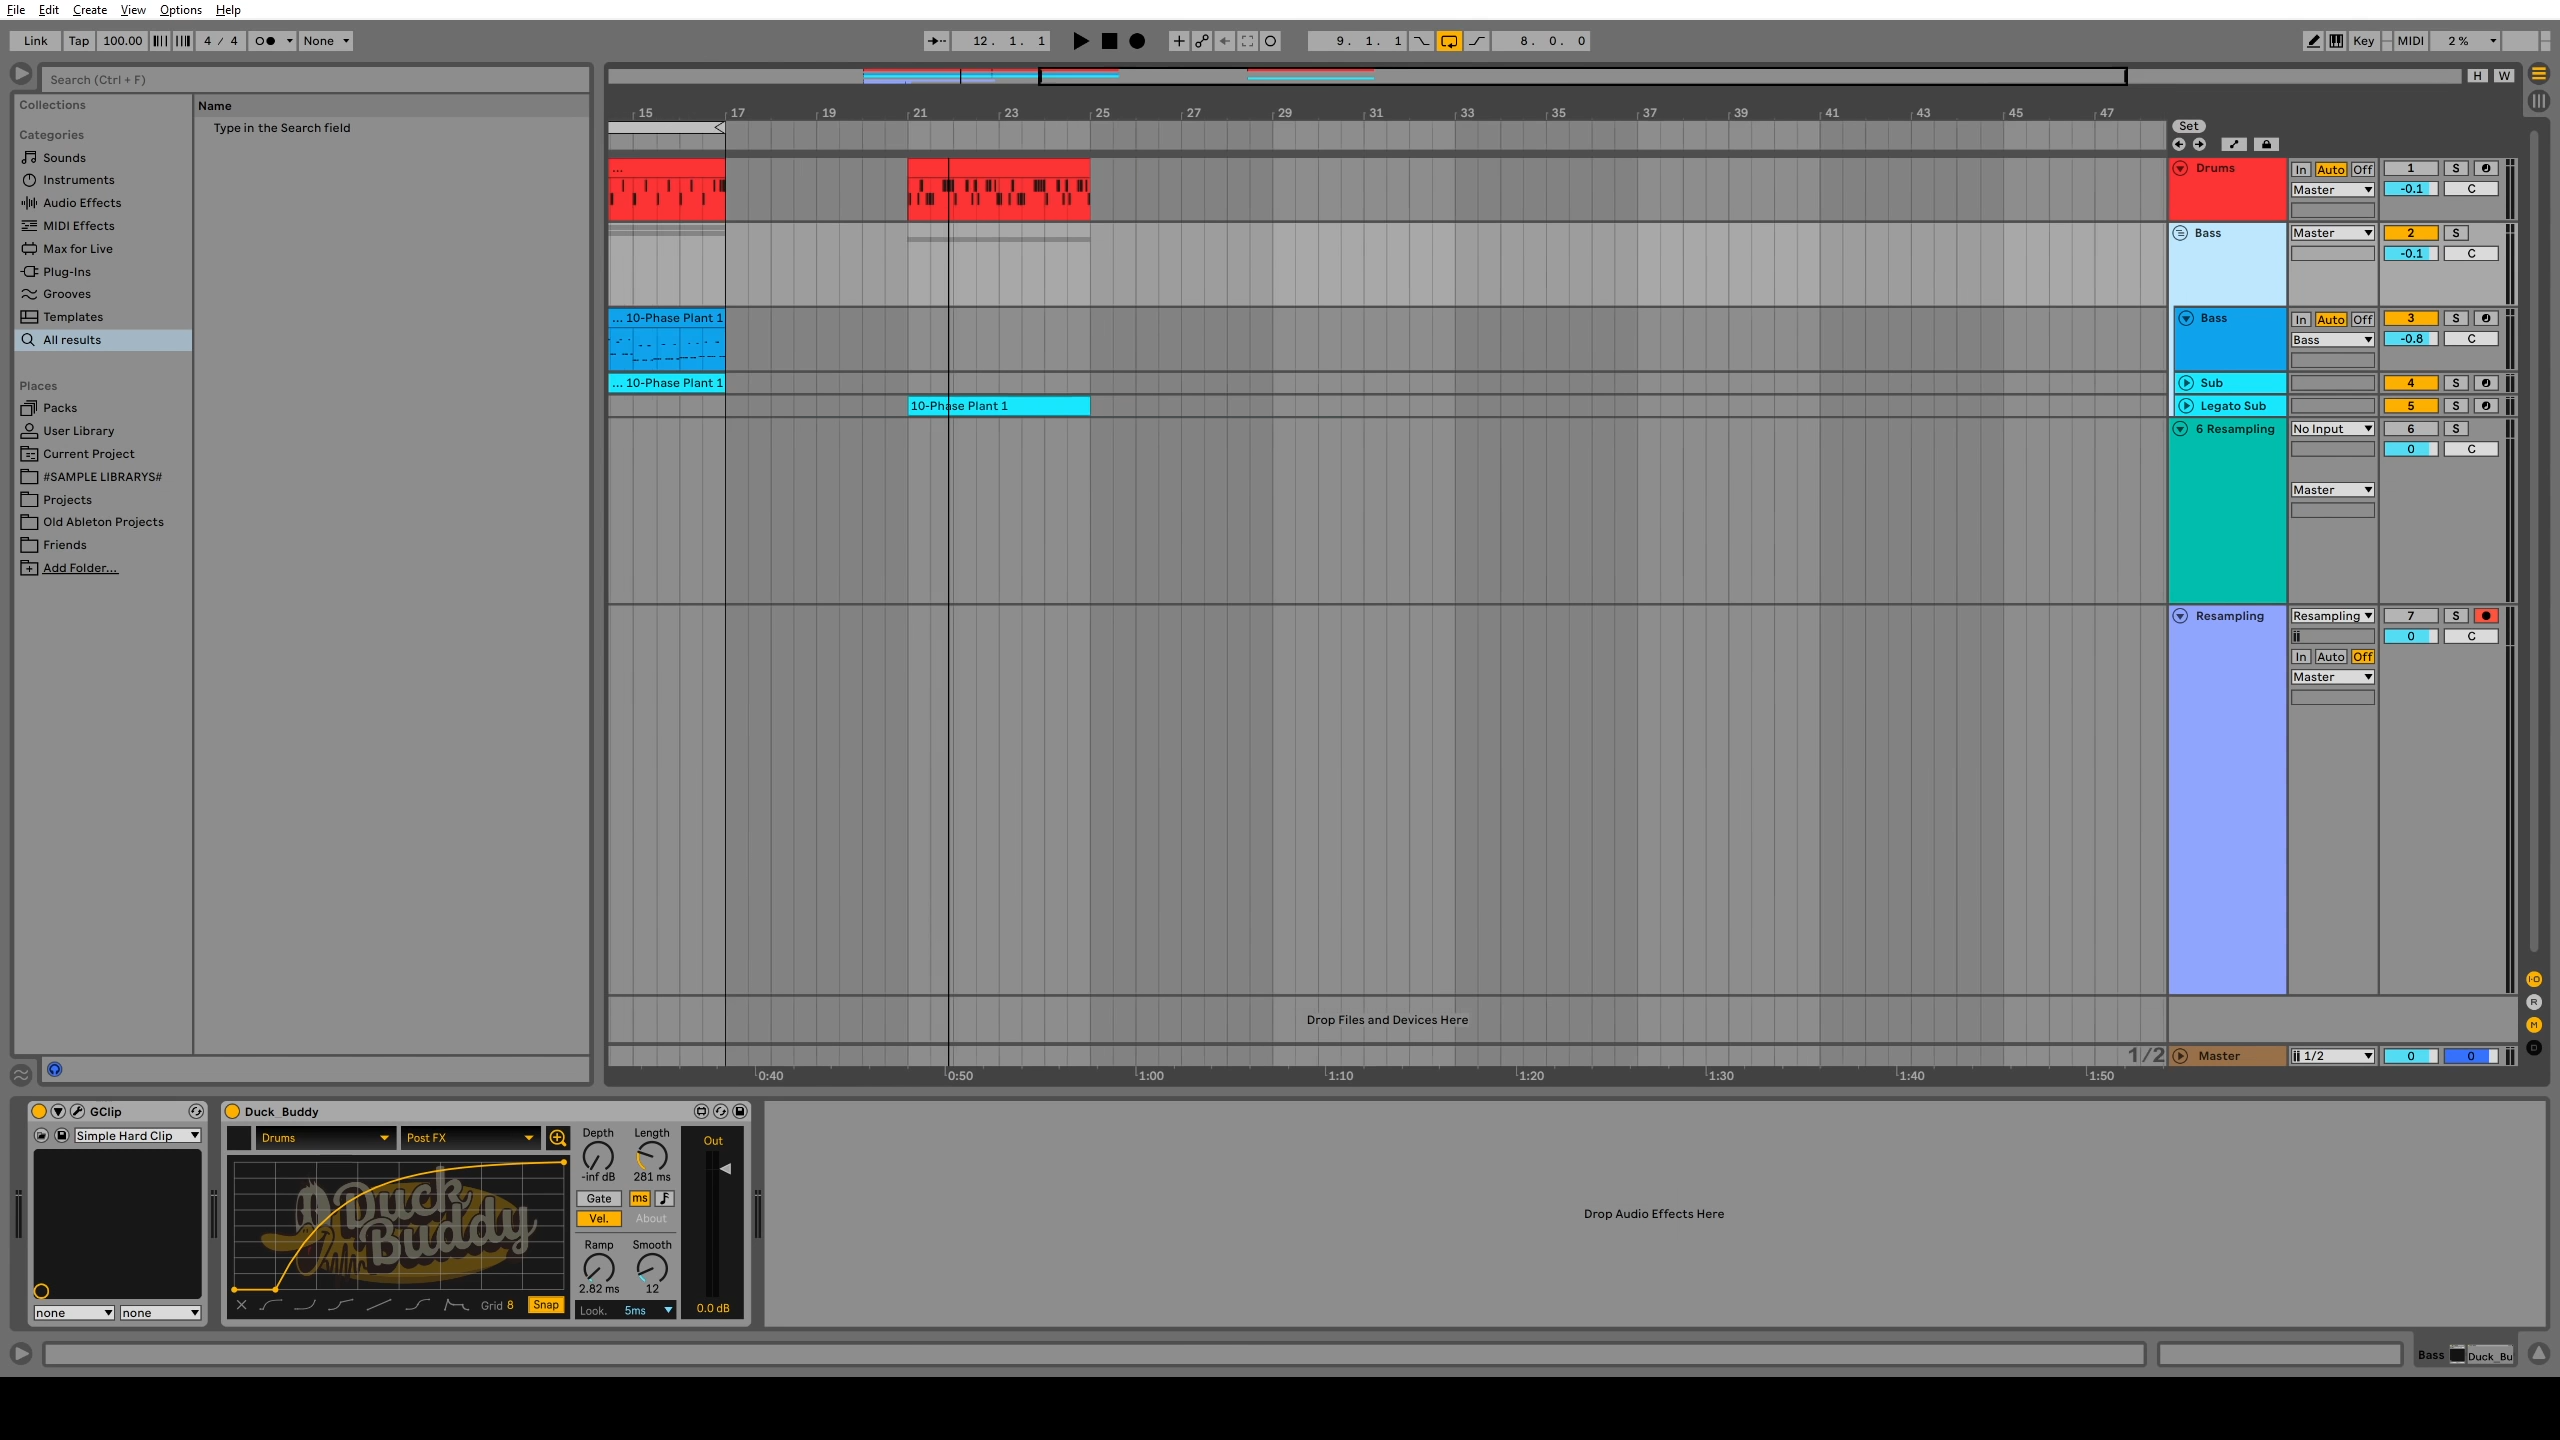 File Edit Create View Options Help
Link Tap 100.00 4 / 4 None 12. 1. 1 9. 1. 1 8. 0. 0 Key MIDI 2 %
Search (Ctrl + F)
H W
Collections
Name
Type in the Search field
Categories
Sounds
Instruments
Audio Effects
MIDI Effects
Max for Live
Plug-Ins
Grooves
Templates
All results
Places
Packs
User Library
Current Project
#SAMPLE LIBRARYS#
Projects
Old Ableton Projects
Friends
Add Folder...
15 17 19 21 23 25 27 29 31 33 35 37 39 41 43 45 47
Set
... Drums In Auto Off 1 S
Master -0.1 C
Bass Master 2 S
-0.1 C
... 10-Phase Plant 1 Bass In Auto Off 3 S
Bass -0.8 C
... 10-Phase Plant 1 Sub 4 S
10-Phase Plant 1 Legato Sub 5 S
6 Resampling No Input 6 S
0 C
Master
Resampling Resampling 7 S
0 C
In Auto Off
Master
Drop Files and Devices Here
1/2 Master 1/2 0 0
0:40 0:50 1:00 1:10 1:20 1:30 1:40 1:50
I-O
R
M
D
GClip
Simple Hard Clip
none none
Duck_Buddy
Drums Post FX
Duck Buddy
Grid 8 Snap
Depth Length
-inf dB 281 ms
Gate ms
Vel. About
Ramp Smooth
2.82 ms 12
Look. 5ms
Out
0.0 dB
Drop Audio Effects Here
Bass Duck_Bu